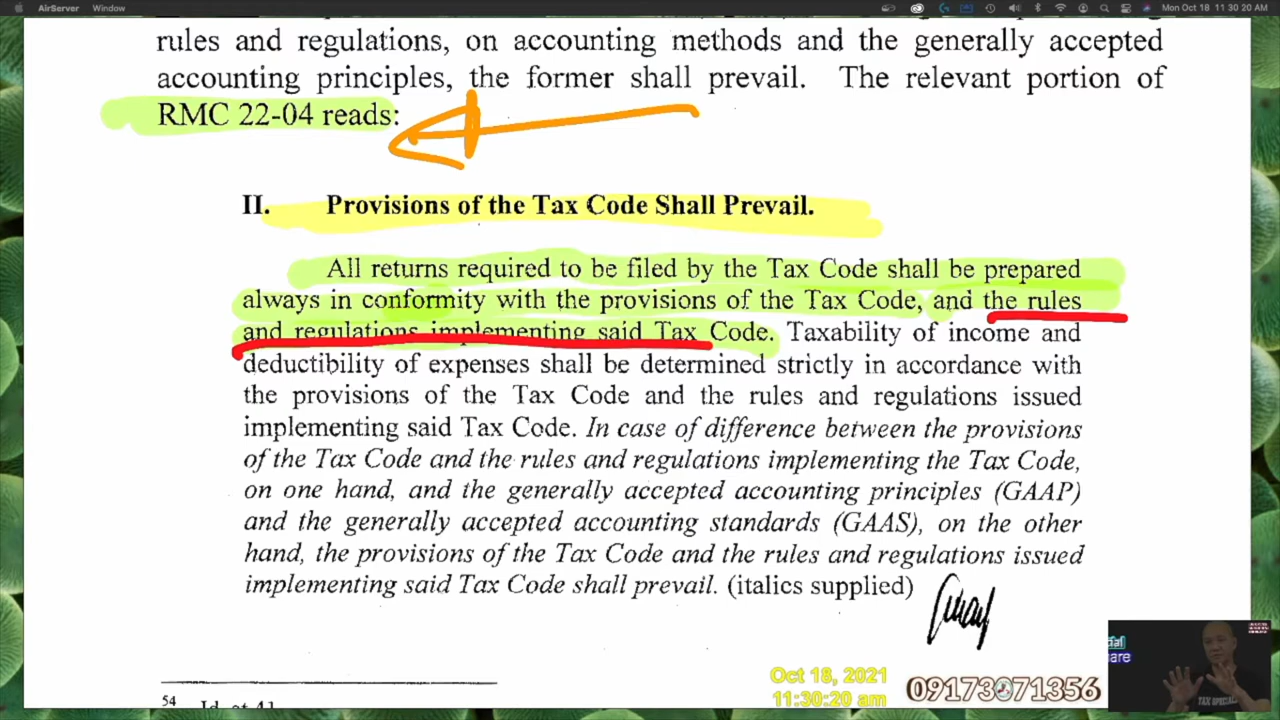 AirServer Window Mon Oct 18 11 30 20 AM
rules and regulations, on accounting methods and the generally accepted
accounting principles, the former shall prevail. The relevant portion of
RMC 22-04 reads:
II. Provisions of the Tax Code Shall Prevail.
All returns required to be filed by the Tax Code shall be prepared
always in conformity with the provisions of the Tax Code, and the rules
and regulations implementing said Tax Code. Taxability of income and
deductibility of expenses shall be determined strictly in accordance with
the provisions of the Tax Code and the rules and regulations issued
implementing said Tax Code. In case of difference between the provisions
of the Tax Code and the rules and regulations implementing the Tax Code,
on one hand, and the generally accepted accounting principles (GAAP)
and the generally accepted accounting standards (GAAS), on the other
hand, the provisions of the Tax Code and the rules and regulations issued
implementing said Tax Code shall prevail. (italics supplied)
Oct 18, 2021
11:30:20 am
09173071356
54 Id. at 41
TAX